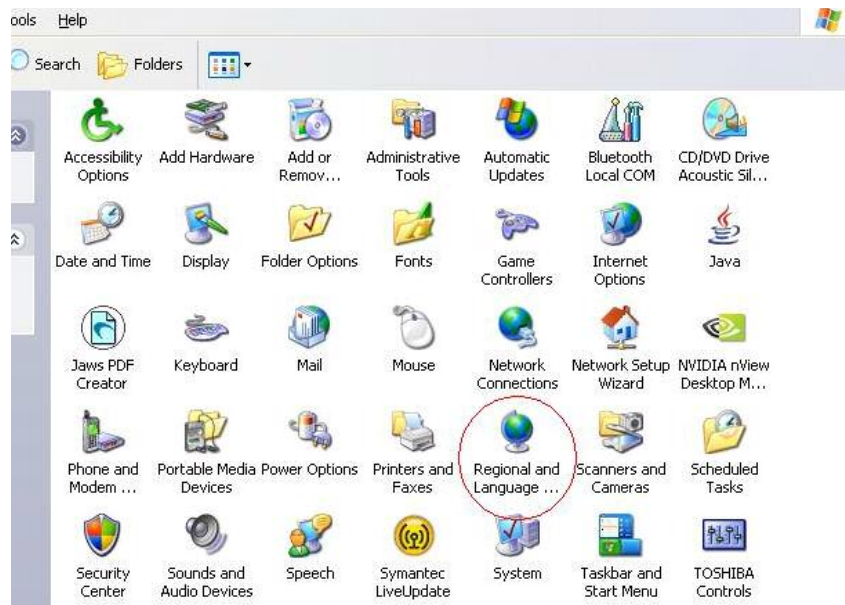 ools Help
Search Folders
Accessibility Options
Add Hardware
Add or Remov...
Administrative Tools
Automatic Updates
Bluetooth Local COM
CD/DVD Drive Acoustic Sil...
Date and Time
Display
Folder Options
Fonts
Game Controllers
Internet Options
Java
Jaws PDF Creator
Keyboard
Mail
Mouse
Network Connections
Network Setup Wizard
NVIDIA nView Desktop M...
Phone and Modem ...
Portable Media Devices
Power Options
Printers and Faxes
Regional and Language ...
Scanners and Cameras
Scheduled Tasks
Security Center
Sounds and Audio Devices
Speech
Symantec LiveUpdate
System
Taskbar and Start Menu
TOSHIBA Controls